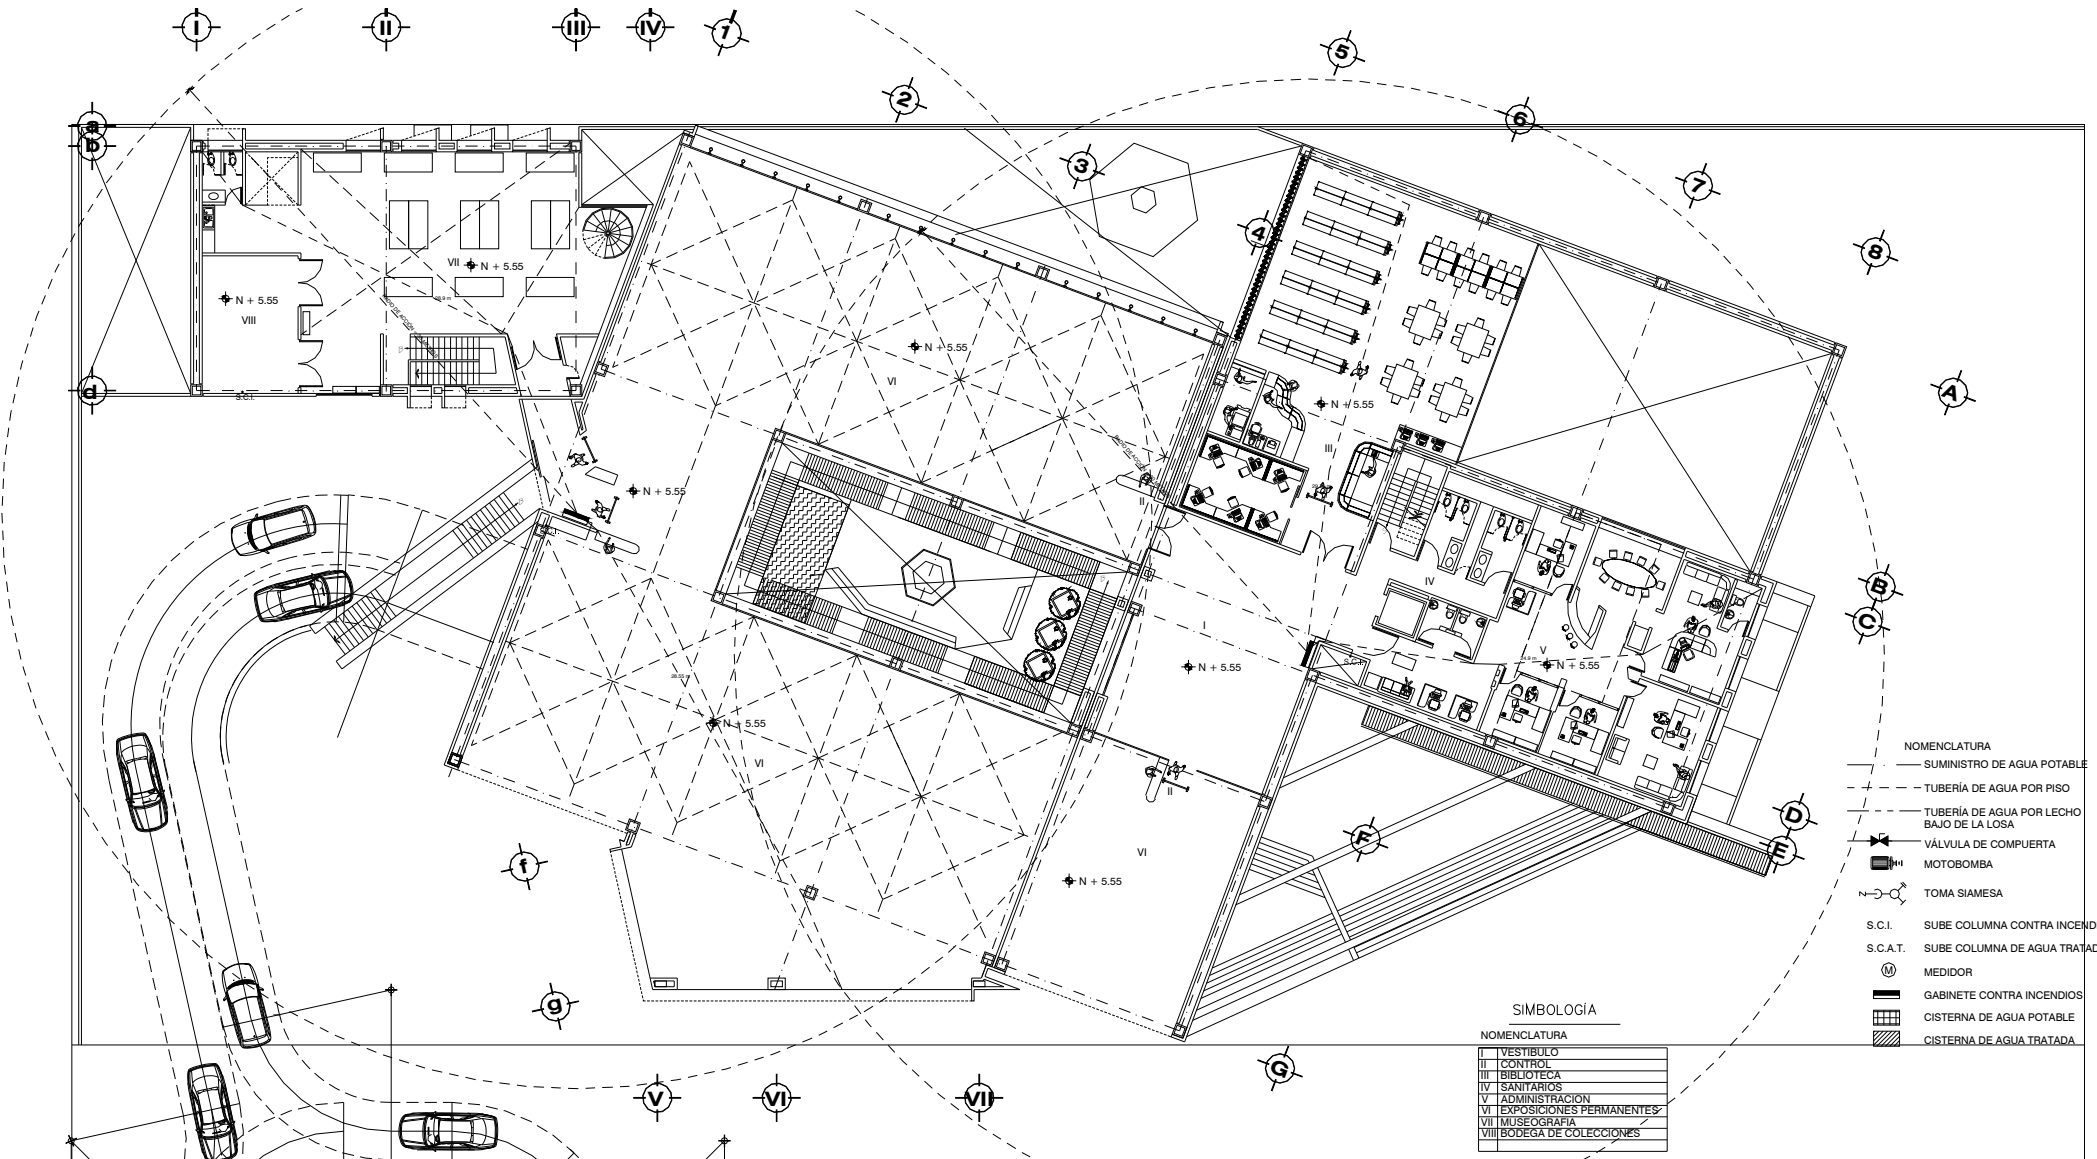 I
II
III
IV
1
2
3
4
5
6
7
8
a
b
d
A
B
C
D
E
F
G
f
g
V
VI
VII
VII
N + 5.55
N + 5.55
VIII
S.C.I.
N + 5.55
VI
N + 5.55
N + 5.55
III
II
N + 5.55
VI
I
N + 5.55
IV
S.C.I.
V
N + 5.55
II
VI
N + 5.55
28.9 m
28.55 m
NOMENCLATURA
SUMINISTRO DE AGUA POTABLE
TUBERÍA DE AGUA POR PISO
TUBERÍA DE AGUA POR LECHO
BAJO DE LA LOSA
VÁLVULA DE COMPUERTA
MOTOBOMBA
TOMA SIAMESA
S.C.I. SUBE COLUMNA CONTRA INCEND
S.C.A.T. SUBE COLUMNA DE AGUA TRATAD
M MEDIDOR
GABINETE CONTRA INCENDIOS
CISTERNA DE AGUA POTABLE
CISTERNA DE AGUA TRATADA
SIMBOLOGÍA
NOMENCLATURA
I VESTIBULO
II CONTROL
III BIBLIOTECA
IV SANITARIOS
V ADMINISTRACION
VI EXPOSICIONES PERMANENTES
VII MUSEOGRAFIA
VIII BODEGA DE COLECCIONES